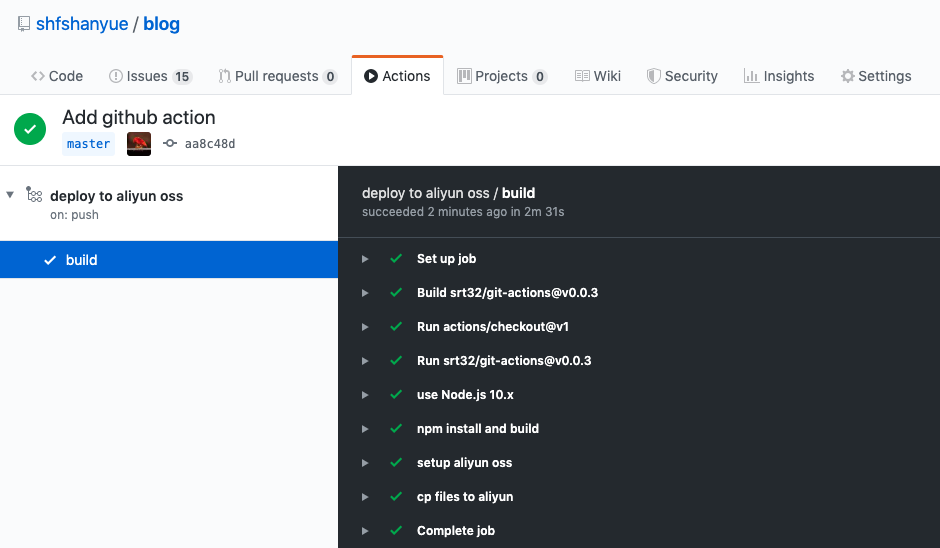 shfshanyue / blog
Code Issues 15 Pull requests 0 Actions Projects 0 Wiki Security Insights Settings
Add github action
master aa8c48d
deploy to aliyun oss
on: push
build
deploy to aliyun oss / build
succeeded 2 minutes ago in 2m 31s
Set up job
Build srt32/git-actions@v0.0.3
Run actions/checkout@v1
Run srt32/git-actions@v0.0.3
use Node.js 10.x
npm install and build
setup aliyun oss
cp files to aliyun
Complete job